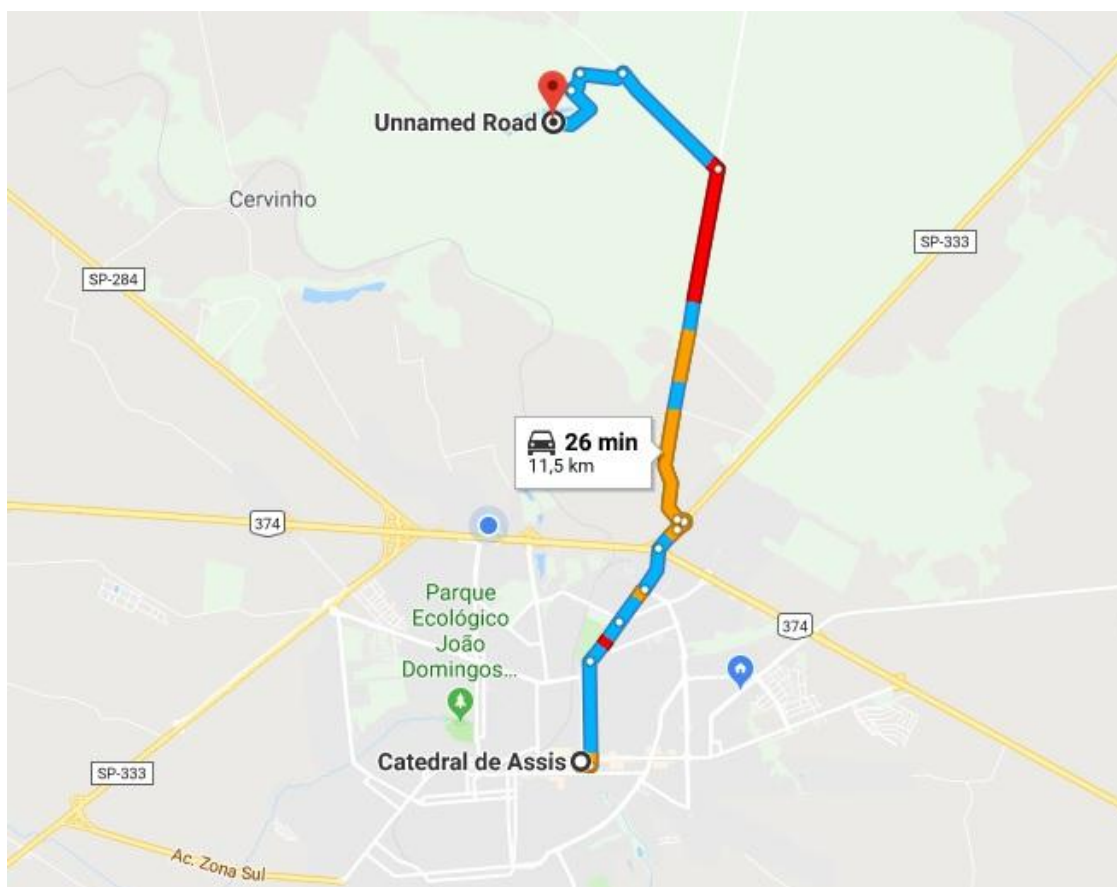 Unnamed Road
Cervinho
SP-333
SP-284
26 min
11,5 km
374
Parque
Ecológico
João
Domingos...
374
Catedral de Assis
SP-333
Ac. Zona Sul